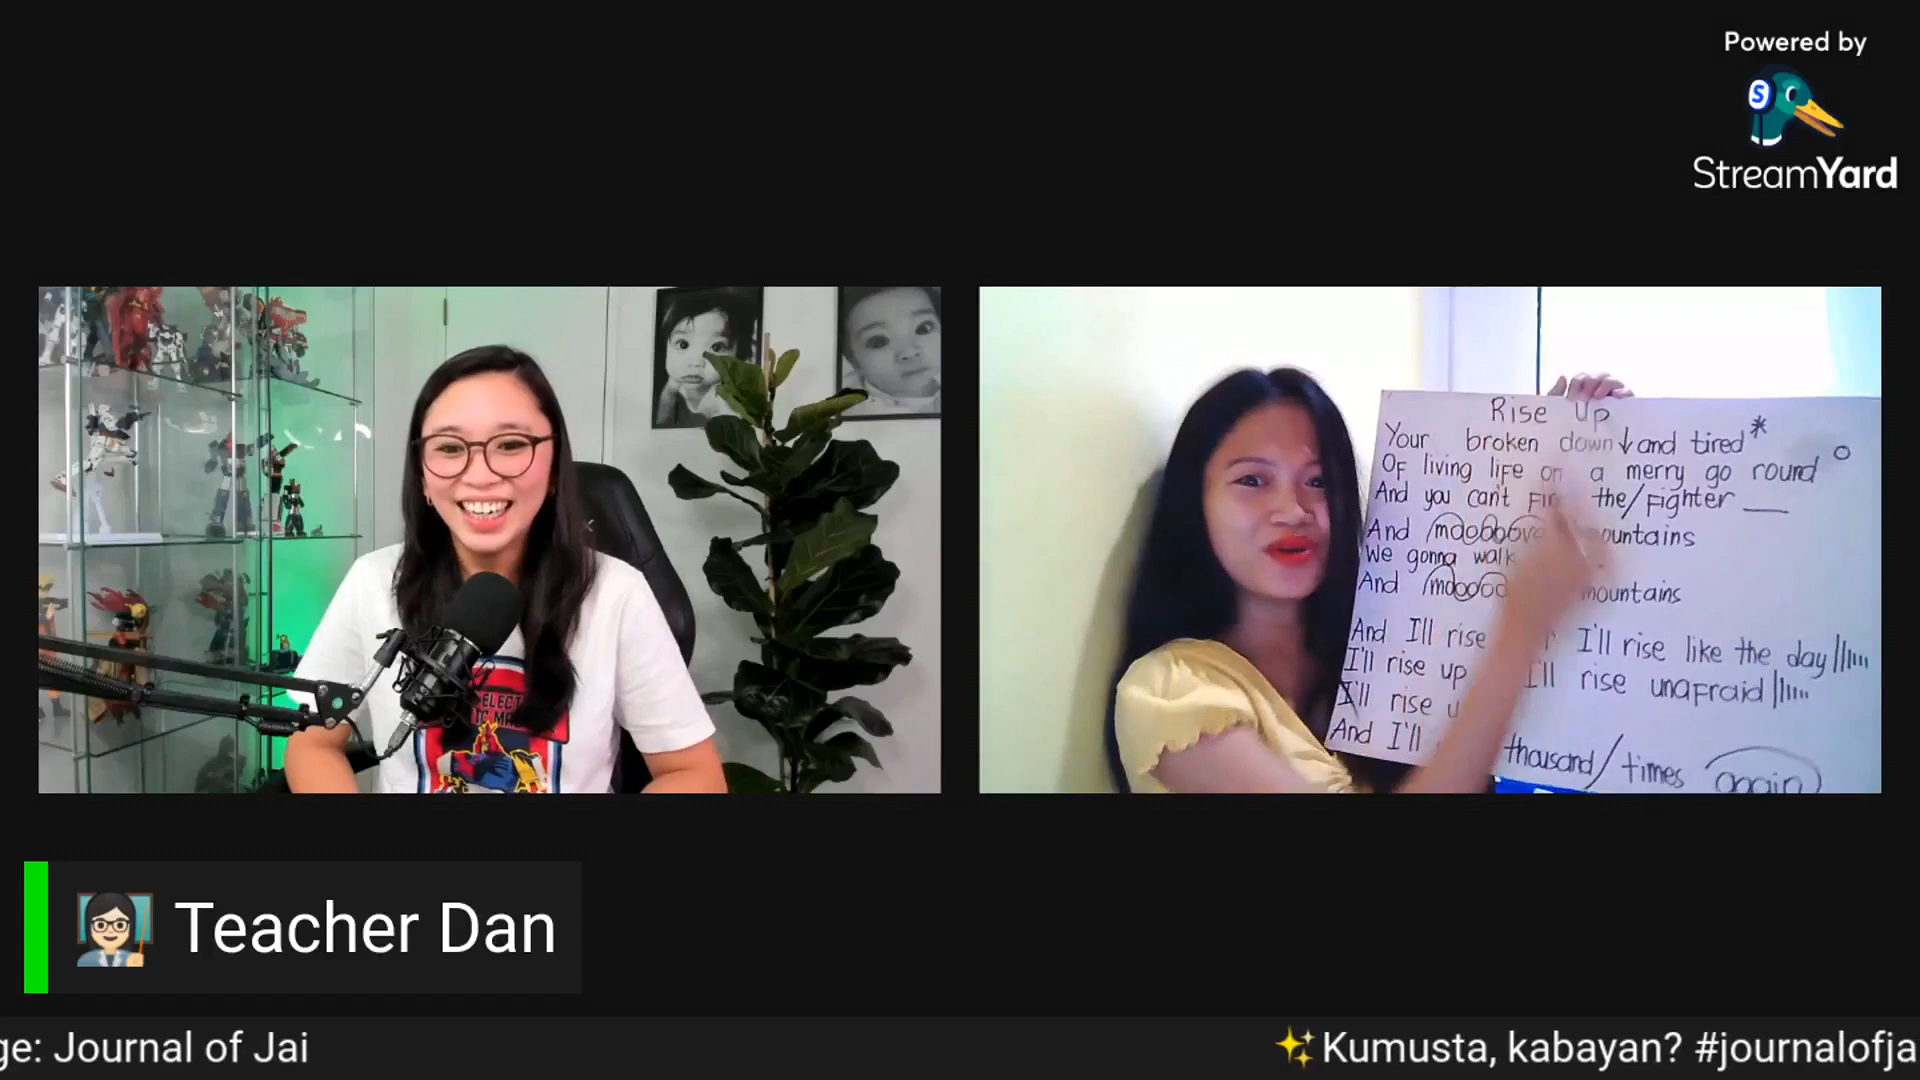 Powered by
S
StreamYard
Rise Up
Your broken down↓and tired*
Of living life on a merry go round
And you can't the/Fighter
And ountains
We gonna walk
And mountains
And I'll rise I'll rise like the day
I'll rise up I'll rise unafraid
I'll rise u
And I'll thousand/times again
SELECT
Teacher Dan
ge: Journal of Jai
✨Kumusta, kabayan? #journalofja